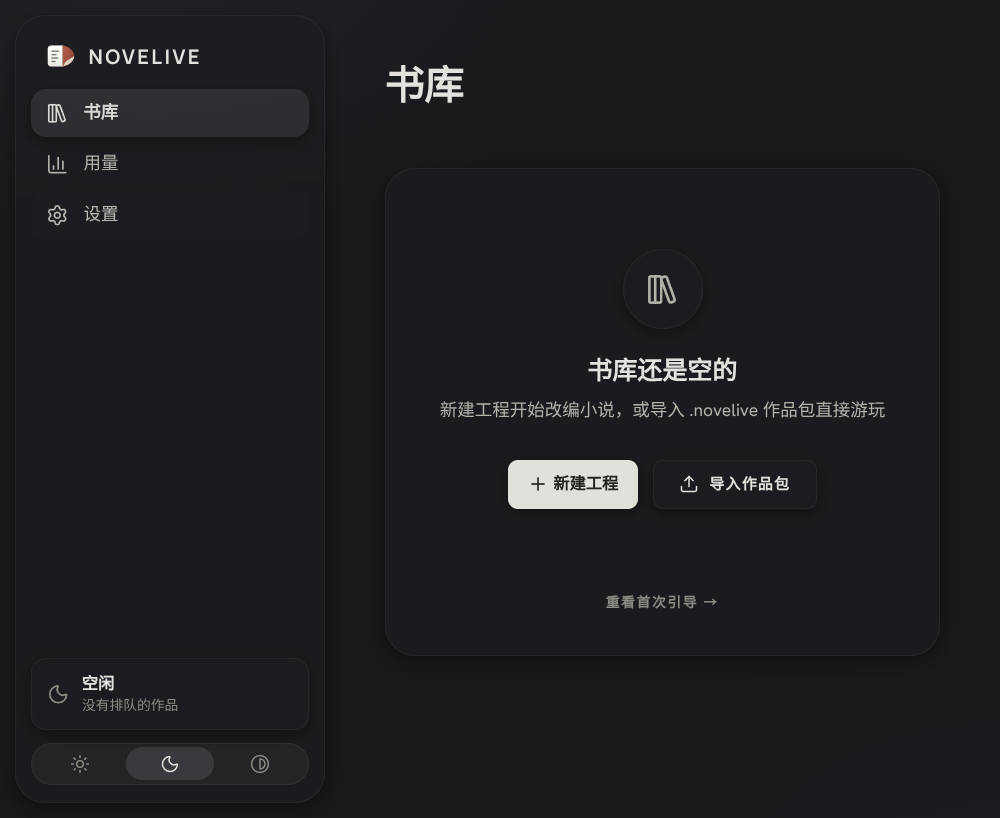 NOVELIVE
书库
用量
设置
空闲
没有排队的作品
书库
书库还是空的
新建工程开始改编小说，或导入 .novelive 作品包直接游玩
新建工程
导入作品包
重看首次引导 →